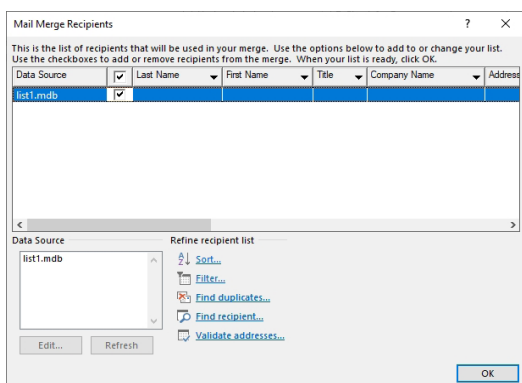 Mail Merge Recipients
This is the list of recipients that will be used in your merge. Use the options below to add to or change your list.
Use the checkboxes to add or remove recipients from the merge. When your list is ready, click OK.
Data Source Last Name First Name Title Company Name Address
list1.mdb
Data Source Refine recipient list
list1.mdb
Sort...
Filter...
Find duplicates...
Find recipient...
Validate addresses...
Edit... Refresh
OK